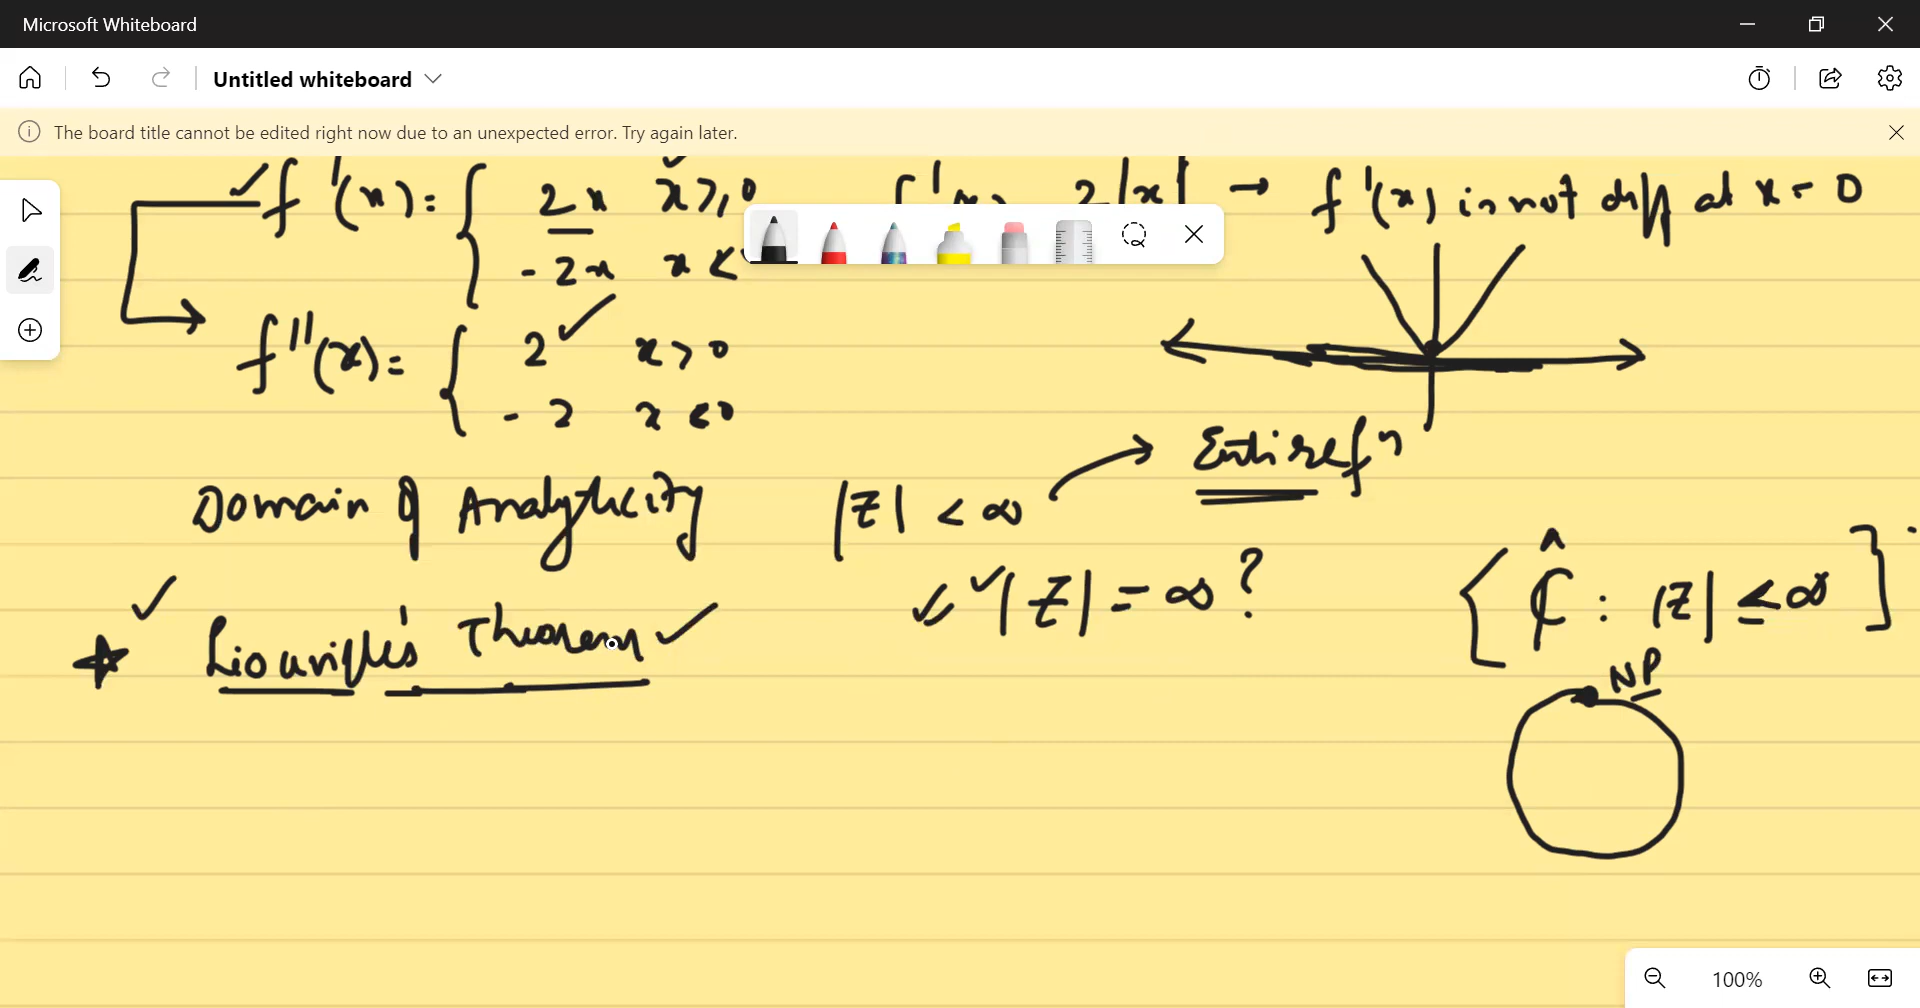 Microsoft Whiteboard
Untitled whiteboard
The board title cannot be edited right now due to an unexpected error. Try again later.
f'(x) = { 2x x ≥ 0
- 2x x <
2|x| → f'(x) is not diff at x = 0
f''(x) = { 2 x > 0
- 2 x < 0
Entire fn
Domain of Analyticity |z| < ∞
|z| = ∞ ?
{ Ĉ : |z| ≤ ∞ }
Liouville's Theorem
NP
100%